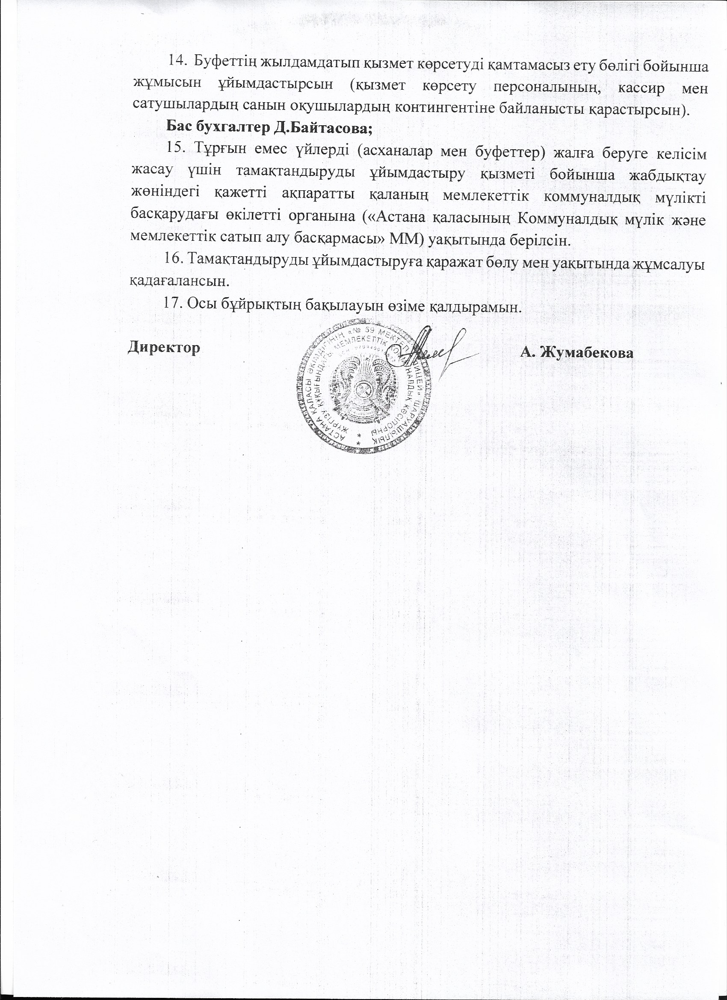 14. Буфеттің жылдамдатып қызмет көрсетуді қамтамасыз ету бөлігі бойынша
жұмысын ұйымдастырсын (қызмет көрсету персоналының, кассир мен
сатушылардың санын оқушылардың контингентіне байланысты қарастырсын).
Бас бухгалтер Д.Байтасова;
15. Тұрғын емес үйлерді (асханалар мен буфеттер) жалға беруге келісім
жасау үшін тамақтандыруды ұйымдастыру қызметі бойынша жабдықтау
жөніндегі қажетті ақпаратты қаланың мемлекеттік коммуналдық мүлікті
басқарудағы өкілетті органына («Астана қаласының Коммуналдық мүлік және
мемлекеттік сатып алу басқармасы» ММ) уақытында берілсін.
16. Тамақтандыруды ұйымдастыруға қаражат бөлу мен уақытында жұмсалуы
қадағалансын.
17. Осы бұйрықтың бақылауын өзіме қалдырамын.
Директор
А. Жумабекова
АСТАНА ҚАЛАСЫ ӘКІМДІГІНІҢ «№ 59 МЕКТЕП-ЛИЦЕЙ» ШАРУАШЫЛЫҚ
ЖҮРГІЗУ ҚҰҚЫҒЫНДАҒЫ МЕМЛЕКЕТТІК КОММУНАЛДЫҚ КӘСІПОРНЫ